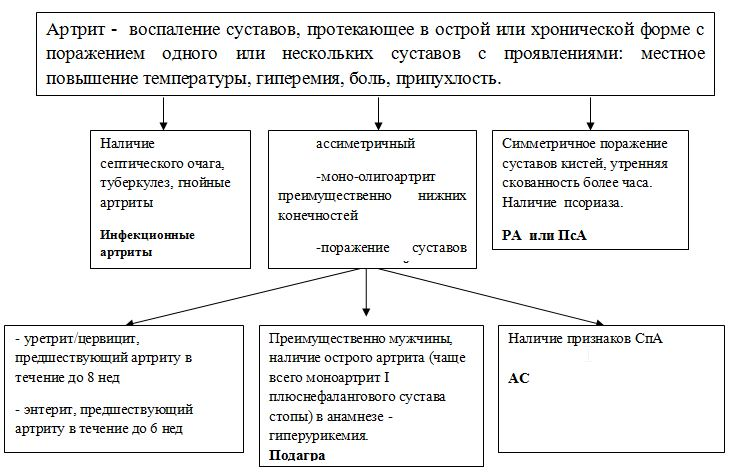 Артрит - воспаление суставов, протекающее в острой или хронической форме с
поражением одного или нескольких суставов с проявлениями: местное
повышение температуры, гиперемия, боль, припухлость.
Наличие
септического очага,
туберкулез, гнойные
артриты
Инфекционные
артриты
ассиметричный
-моно-олигоартрит
преимущественно нижних
конечностей
-поражение суставов
Симметричное поражение
суставов кистей, утренняя
скованность более часа.
Наличие псориаза.
РА или ПсА
- уретрит/цервицит,
предшествующий артриту в
течение до 8 нед
- энтерит, предшествующий
артриту в течение до 6 нед
Преимущественно мужчины,
наличие острого артрита (чаще
всего моноартрит I
плюснефалангового сустава
стопы) в анамнезе -
гиперурикемия.
Подагра
Наличие признаков СпА
АС